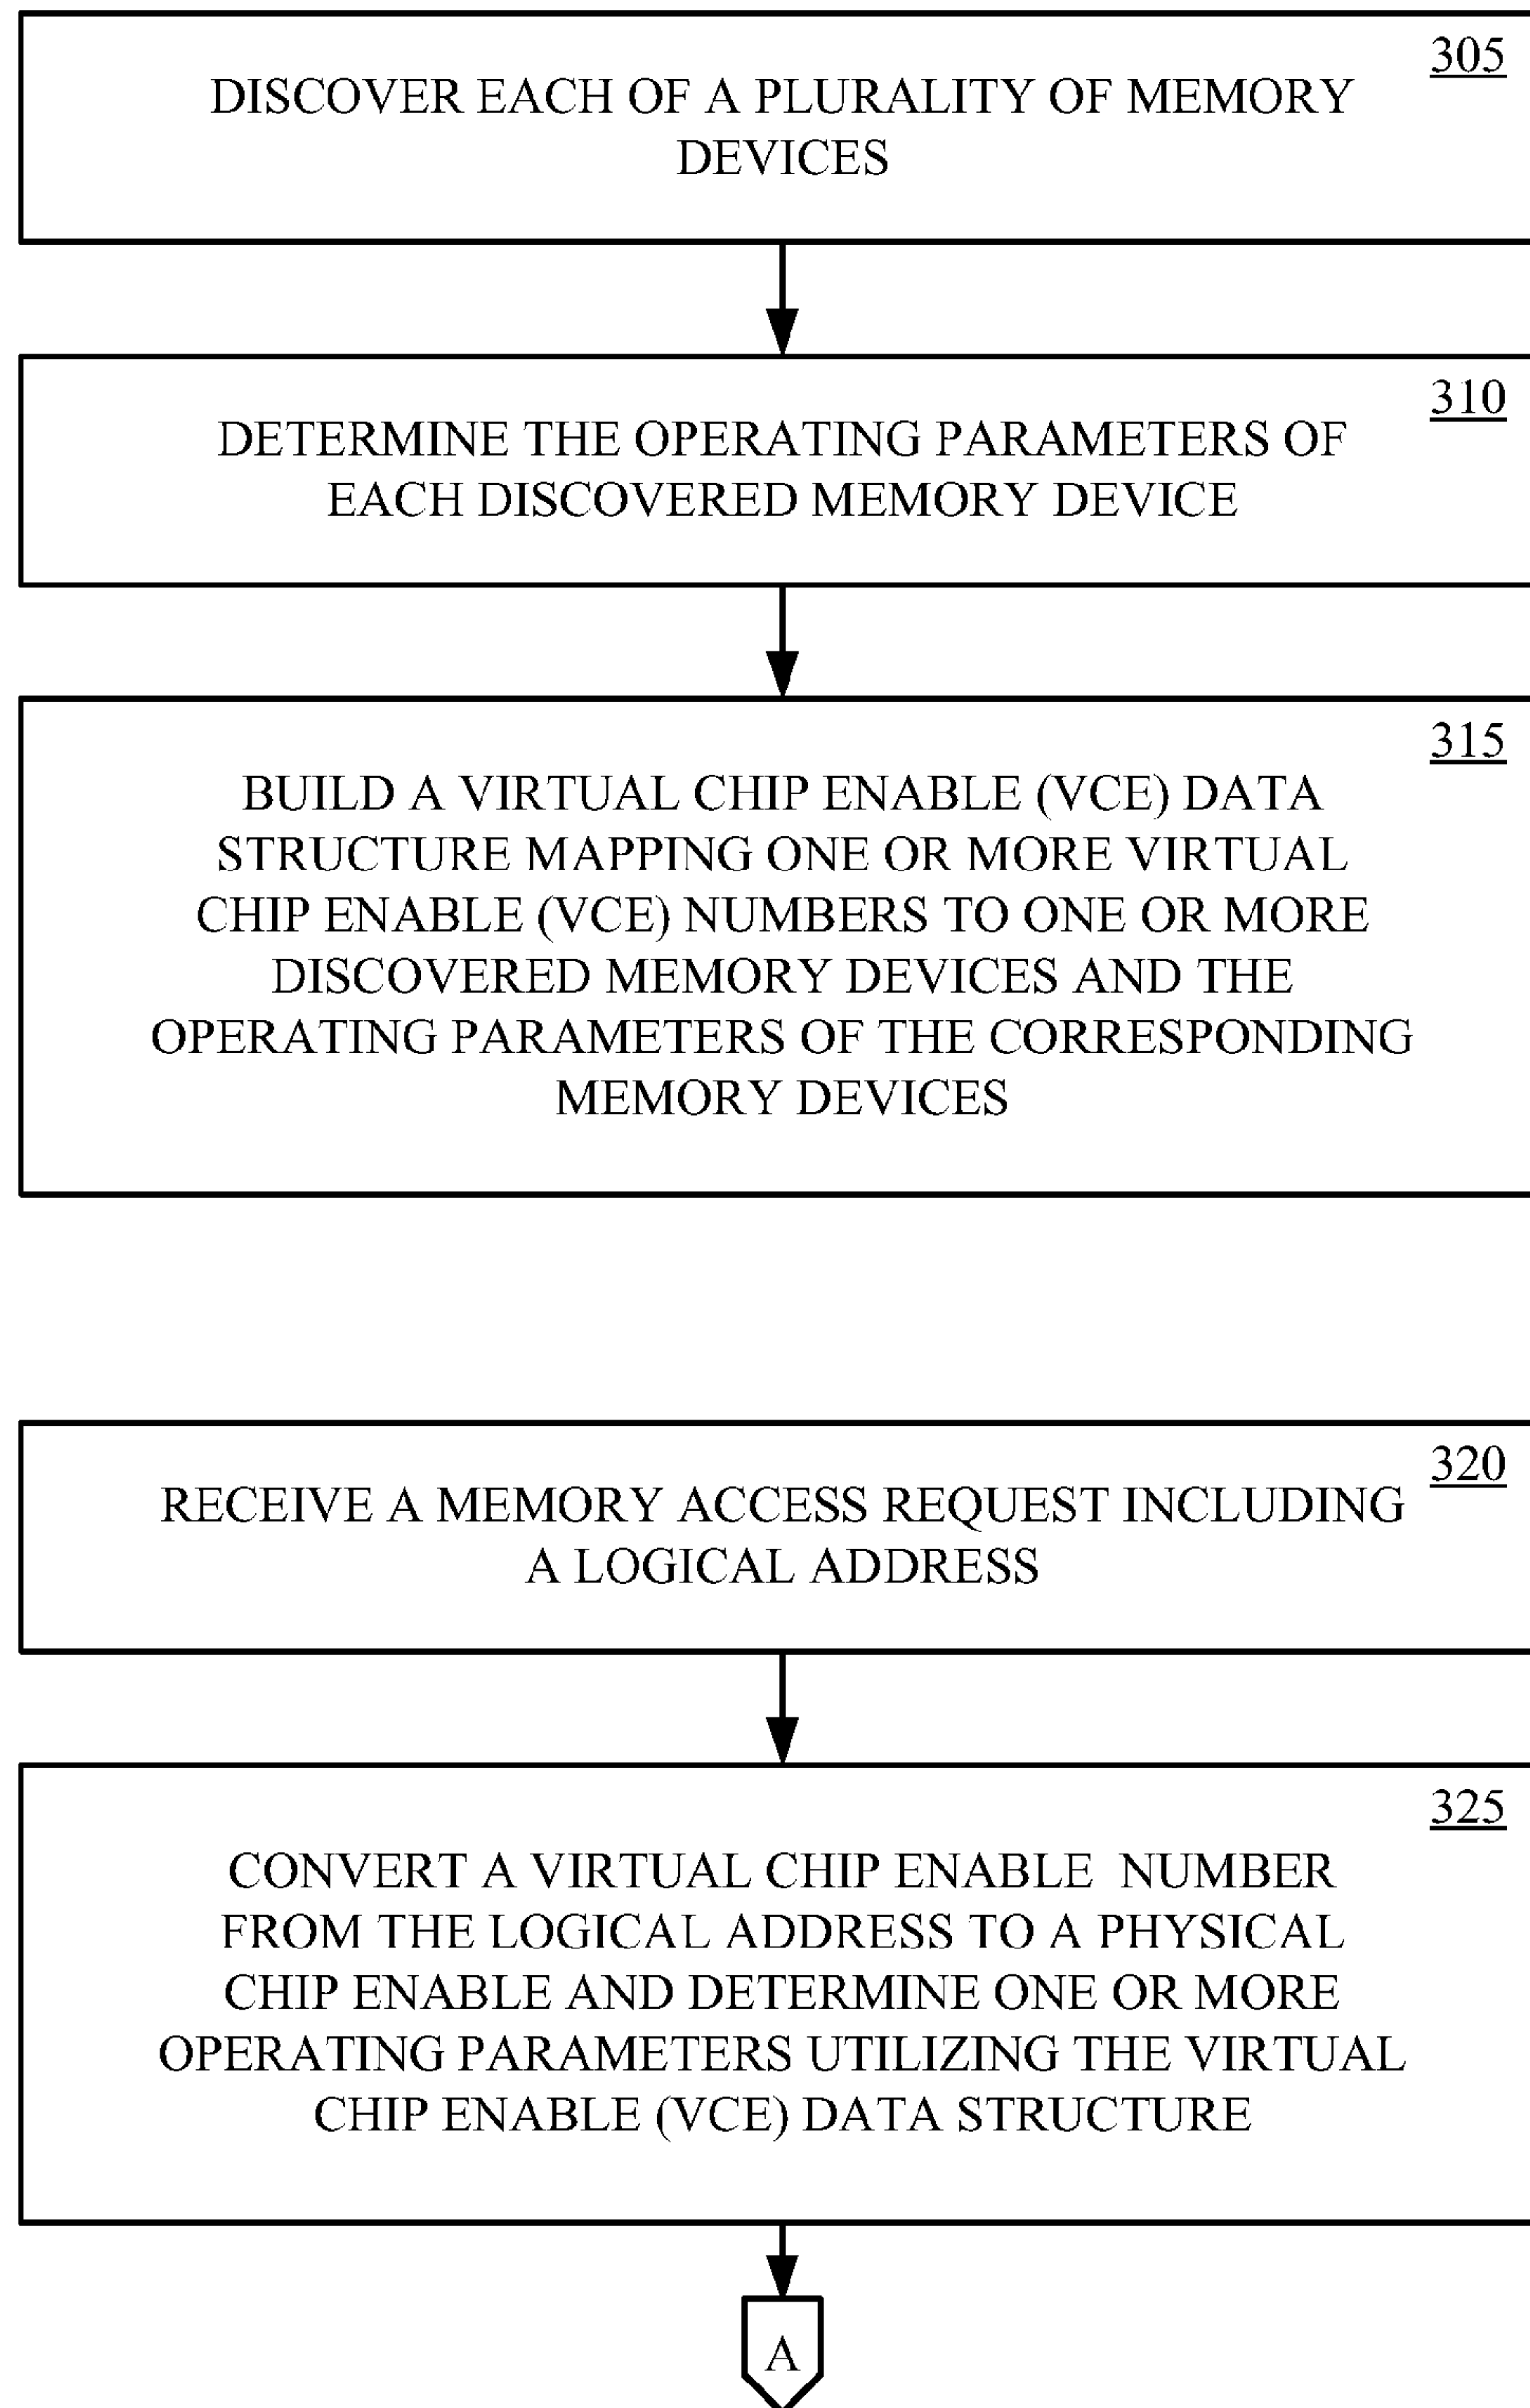 305
DISCOVER EACH OF A PLURALITY OF MEMORY
DEVICES
310
DETERMINE THE OPERATING PARAMETERS OF
EACH DISCOVERED MEMORY DEVICE
315
BUILD A VIRTUAL CHIP ENABLE (VCE) DATA
STRUCTURE MAPPING ONE OR MORE VIRTUAL
CHIP ENABLE (VCE) NUMBERS TO ONE OR MORE
DISCOVERED MEMORY DEVICES AND THE
OPERATING PARAMETERS OF THE CORRESPONDING
MEMORY DEVICES
320
RECEIVE A MEMORY ACCESS REQUEST INCLUDING
A LOGICAL ADDRESS
325
CONVERT A VIRTUAL CHIP ENABLE  NUMBER
FROM THE LOGICAL ADDRESS TO A PHYSICAL
CHIP ENABLE AND DETERMINE ONE OR MORE
OPERATING PARAMETERS UTILIZING THE VIRTUAL
CHIP ENABLE (VCE) DATA STRUCTURE
A